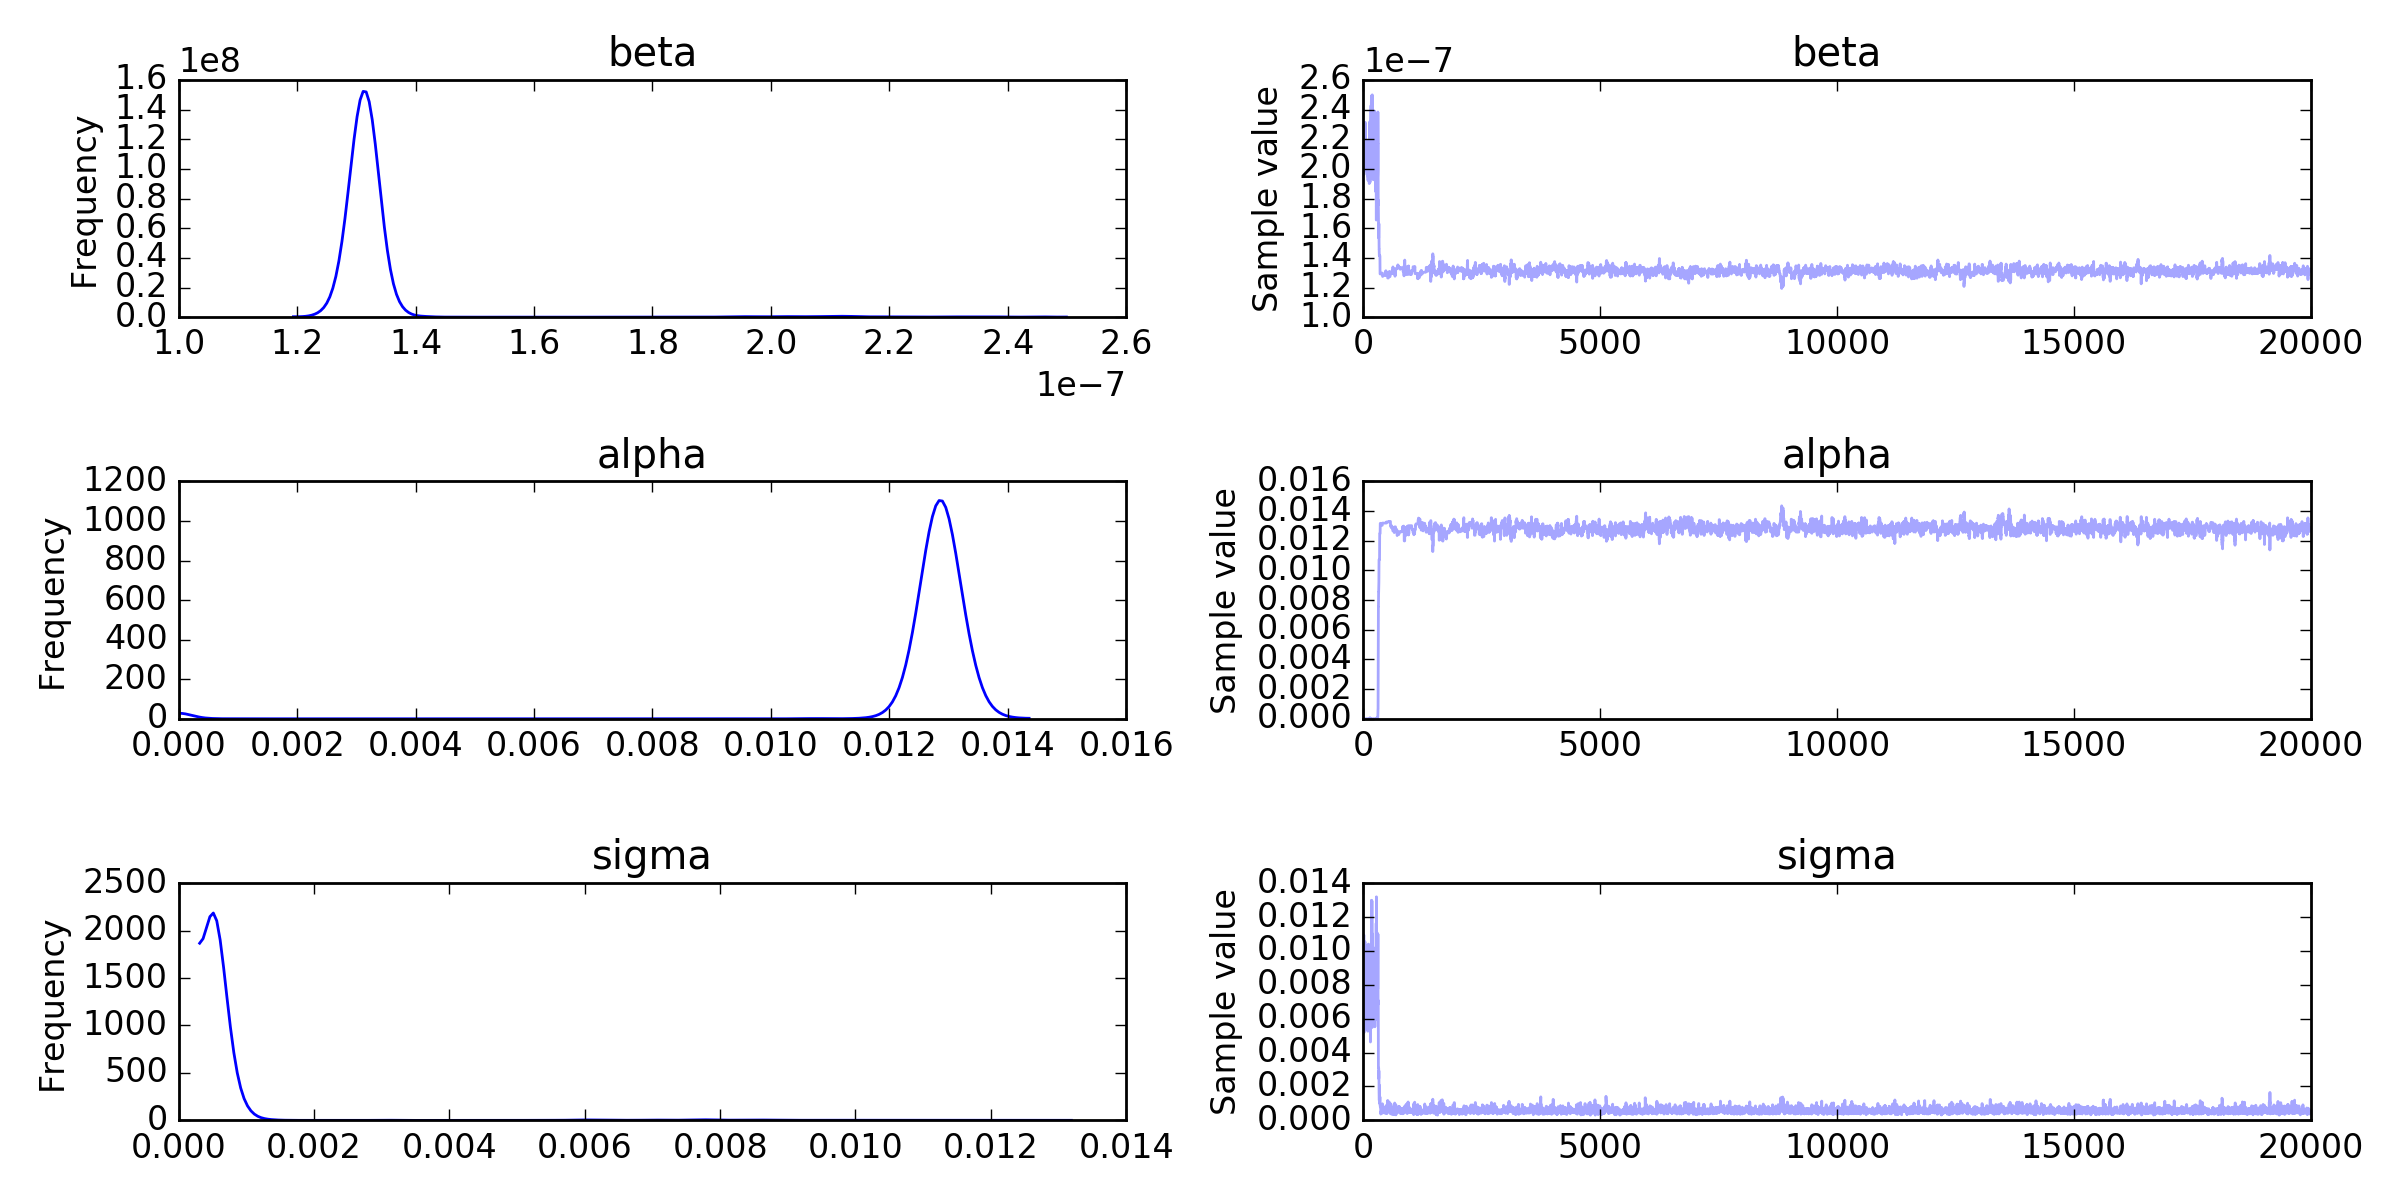 beta
1e8
Frequency
1.6
1.4
1.2
1.0
0.8
0.6
0.4
0.2
0.0
1.0 1.2 1.4 1.6 1.8 2.0 2.2 2.4 2.6
1e−7
beta
1e−7
Sample value
2.6
2.4
2.2
2.0
1.8
1.6
1.4
1.2
1.0
0 5000 10000 15000 20000
alpha
Frequency
1200
1000
800
600
400
200
0
0.000 0.002 0.004 0.006 0.008 0.010 0.012 0.014 0.016
alpha
Sample value
0.016
0.014
0.012
0.010
0.008
0.006
0.004
0.002
0.000
0 5000 10000 15000 20000
sigma
Frequency
2500
2000
1500
1000
500
0
0.000 0.002 0.004 0.006 0.008 0.010 0.012 0.014
sigma
Sample value
0.014
0.012
0.010
0.008
0.006
0.004
0.002
0.000
0 5000 10000 15000 20000